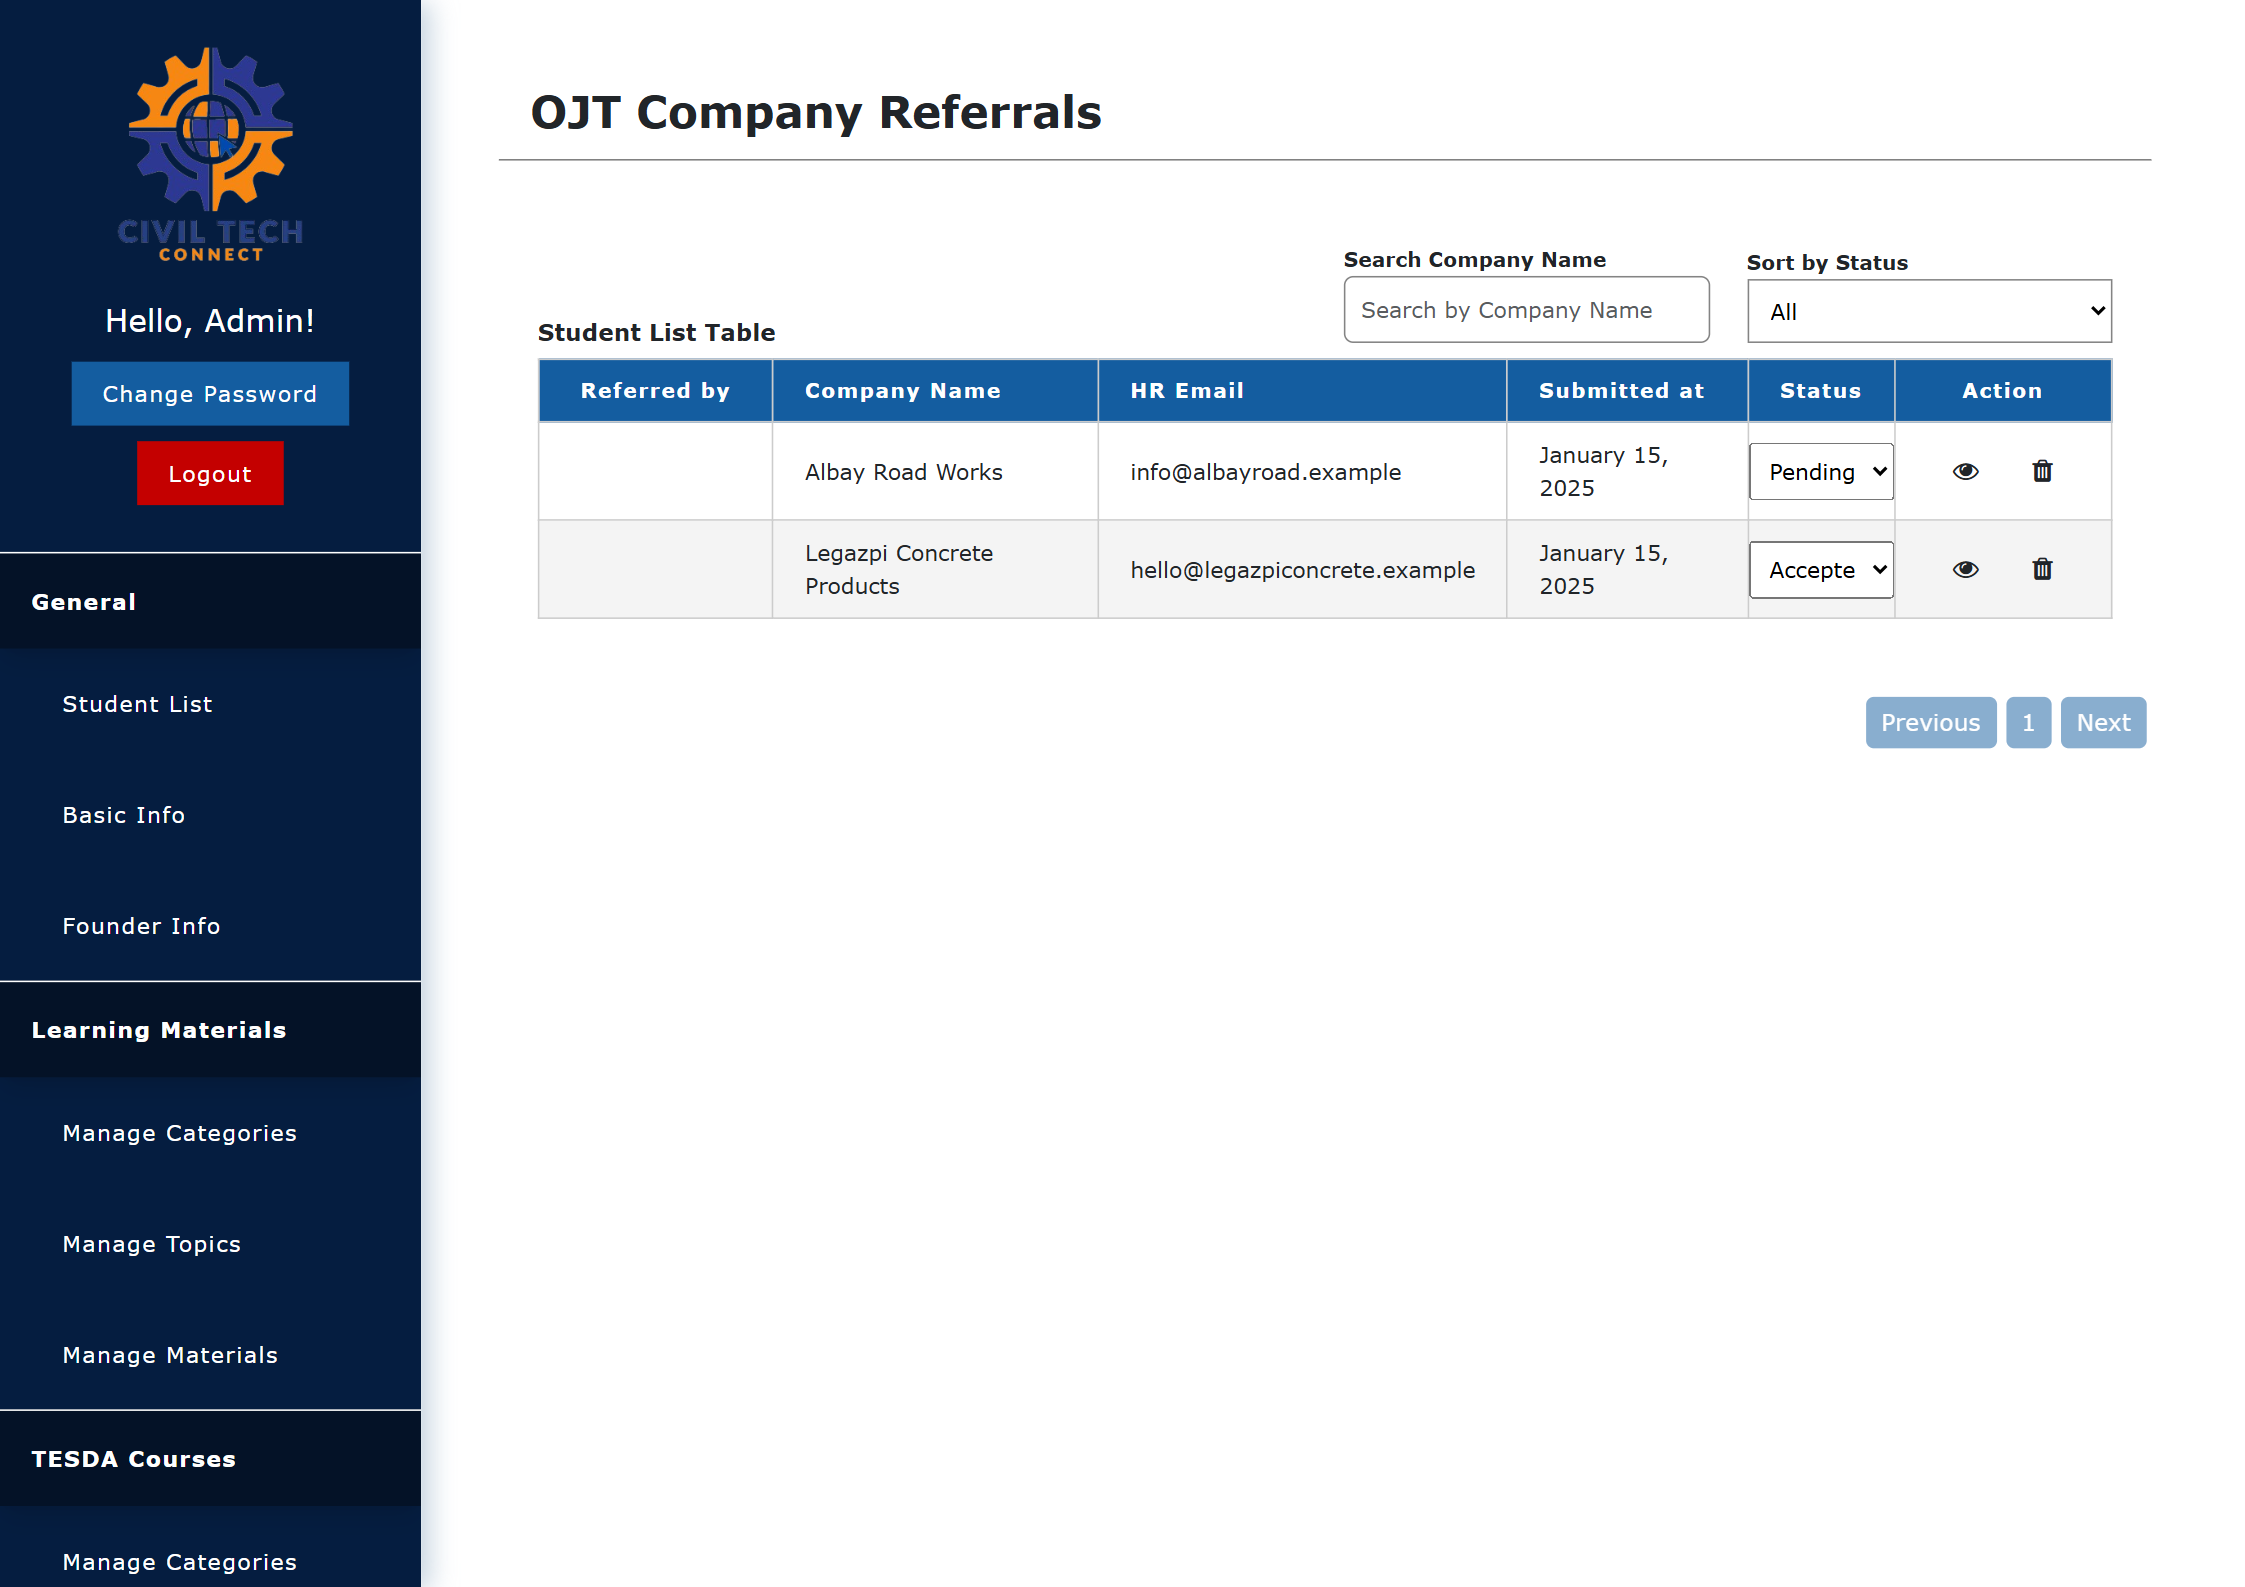 CIVIL TECH
CONNECT
Hello, Admin!
Change Password
Logout
General
Student List
Basic Info
Founder Info
Learning Materials
Manage Categories
Manage Topics
Manage Materials
TESDA Courses
Manage Categories
OJT Company Referrals
Search Company Name
Search by Company Name
Sort by Status
All
Student List Table
Referred by Company Name HR Email Submitted at Status Action
Albay Road Works info@albayroad.example January 15, 2025 Pending
Legazpi Concrete Products hello@legazpiconcrete.example January 15, 2025 Accepte
Previous 1 Next